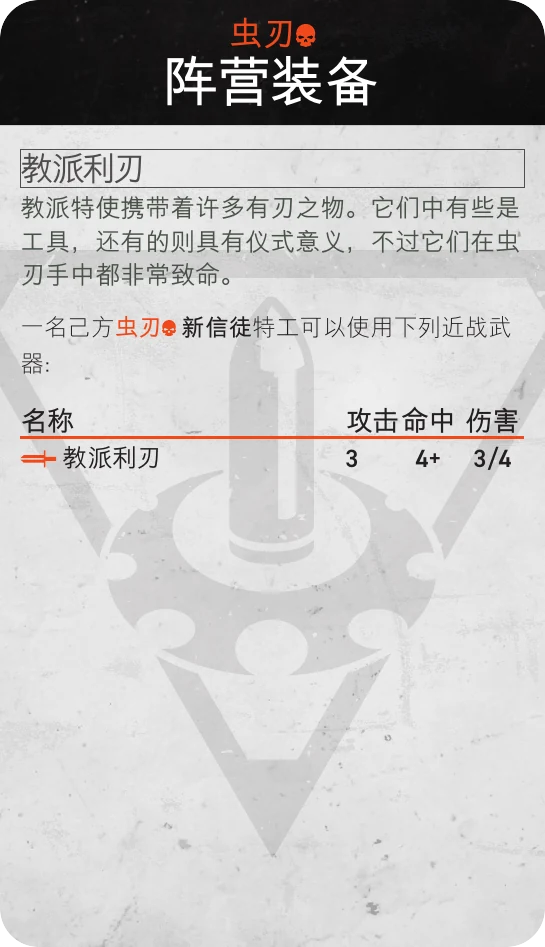 虫刃
阵营装备
教派利刃
教派特使携带着许多有刃之物。它们中有些是
工具，还有的则具有仪式意义，不过它们在虫
刃手中都非常致命。
一名己方虫刃 新信徒特工可以使用下列近战武
器:
名称 攻击 命中 伤害
教派利刃 3 4+ 3/4